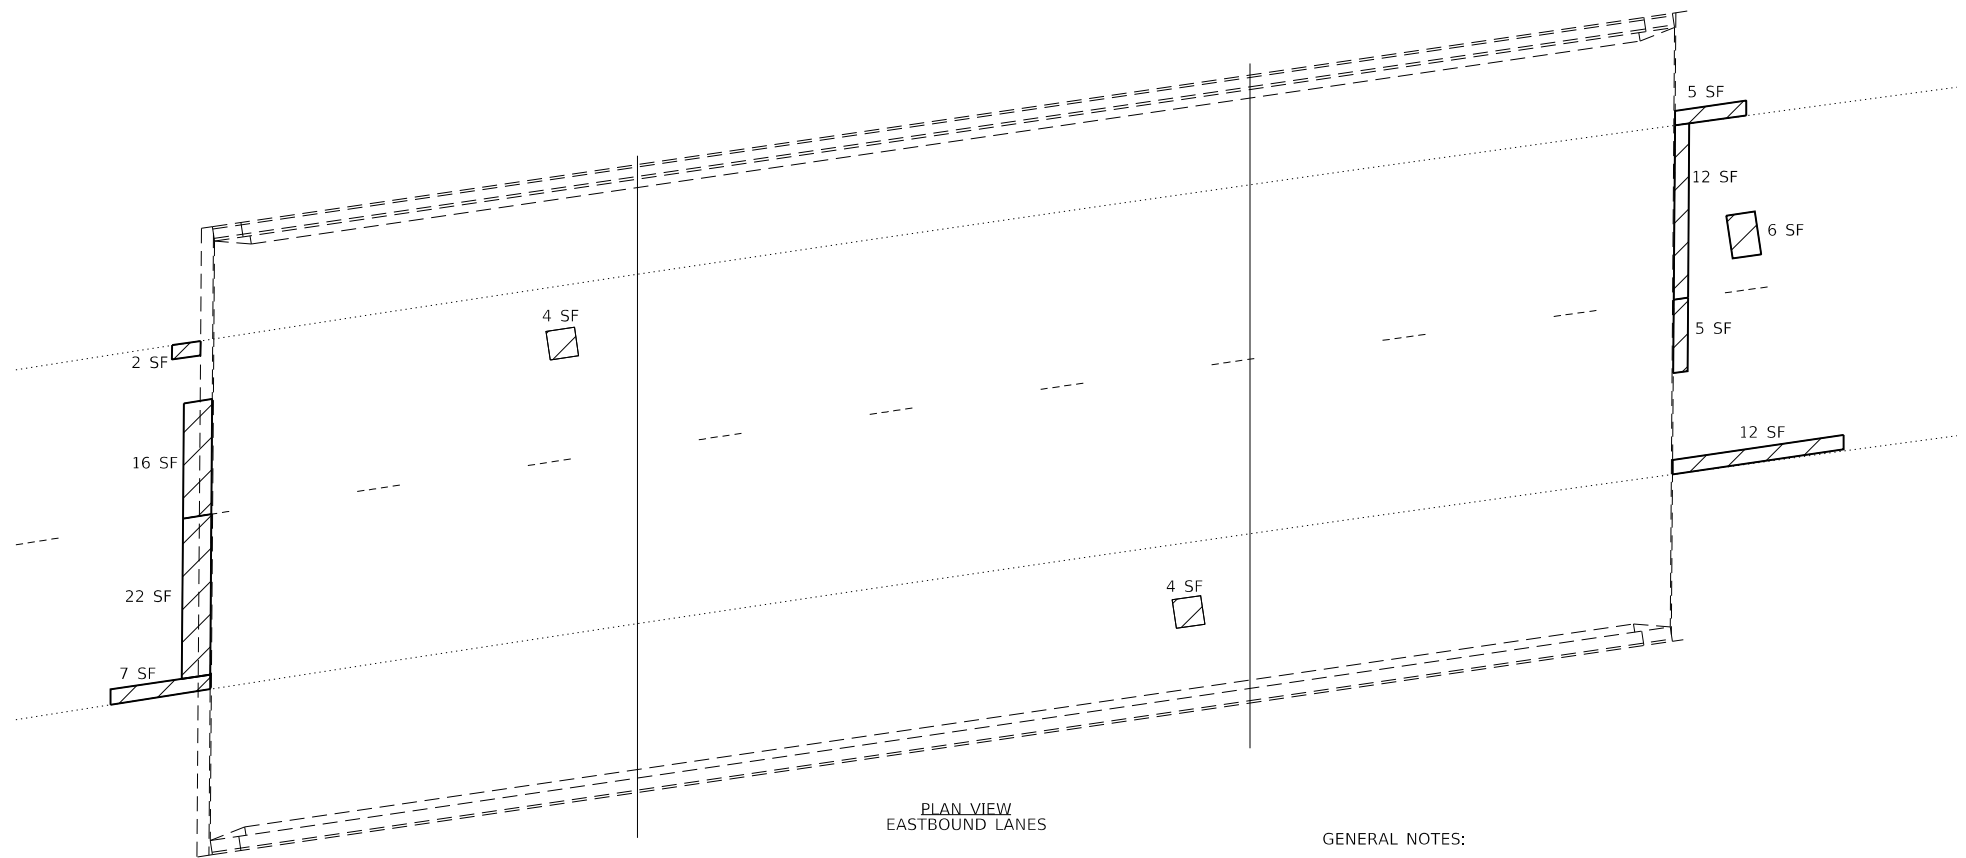 5 SF
12 SF
6 SF
4 SF
5 SF
2 SF
12 SF
16 SF
4 SF
22 SF
7 SF
PLAN VIEW
EASTBOUND LANES
GENERAL NOTES: